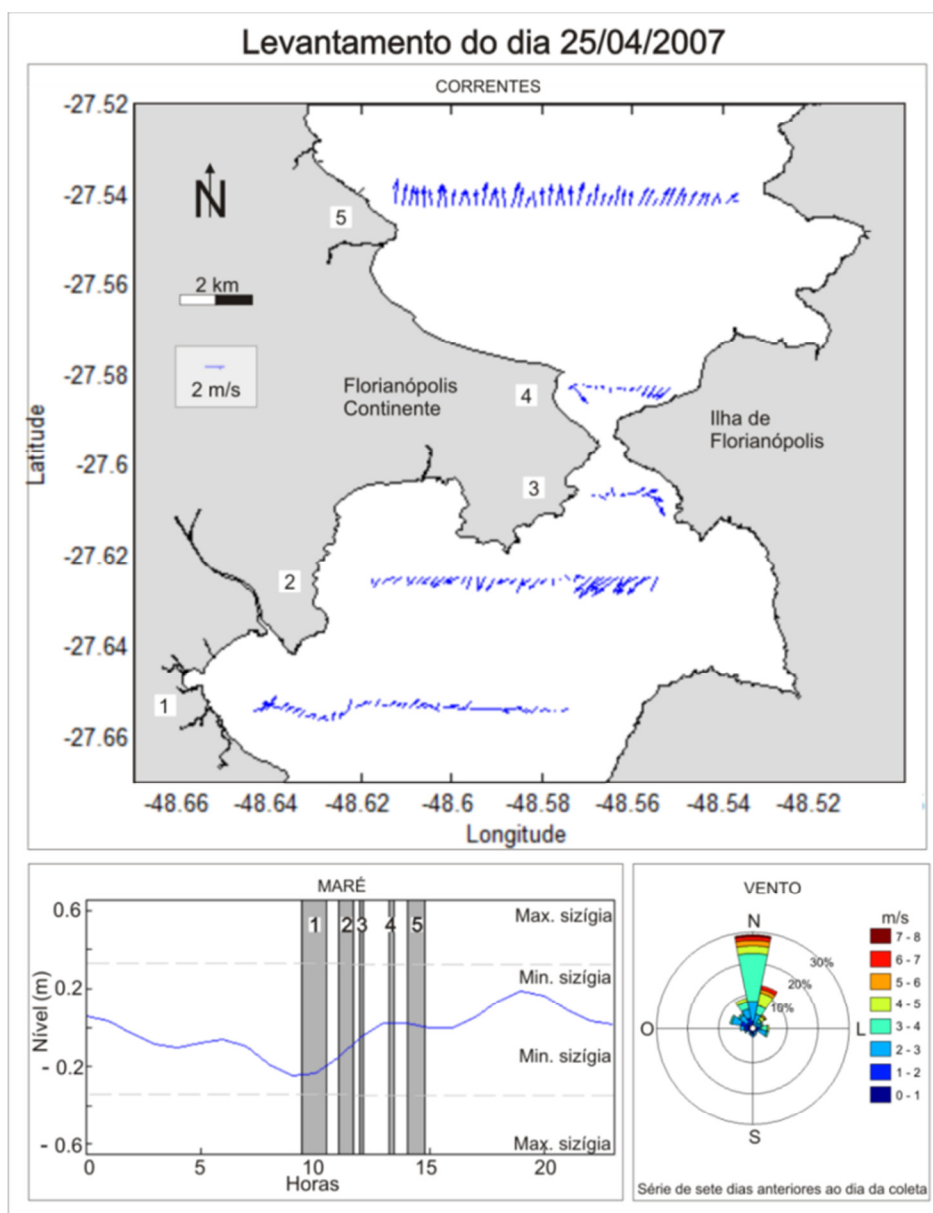 Levantamento do dia 25/04/2007
CORRENTES
-27.52
-27.54
-27.56
-27.58
-27.6
-27.62
-27.64
-27.66
Latitude
N
2 km
2 m/s
5
4
3
2
1
Florianópolis
Continente
Ilha de
Florianópolis
-48.66 -48.64 -48.62 -48.6 -48.58 -48.56 -48.54 -48.52
Longitude
MARÉ
0.6
0.2
- 0.2
- 0.6
Nível (m)
1 2 3 4 5
Max. sizígia
Min. sizígia
Min. sizígia
Max. sizígia
0 5 10 15 20
Horas
VENTO
N
O
L
S
30%
20%
10%
m/s
7 - 8
6 - 7
5 - 6
4 - 5
3 - 4
2 - 3
1 - 2
0 - 1
Série de sete dias anteriores ao dia da coleta